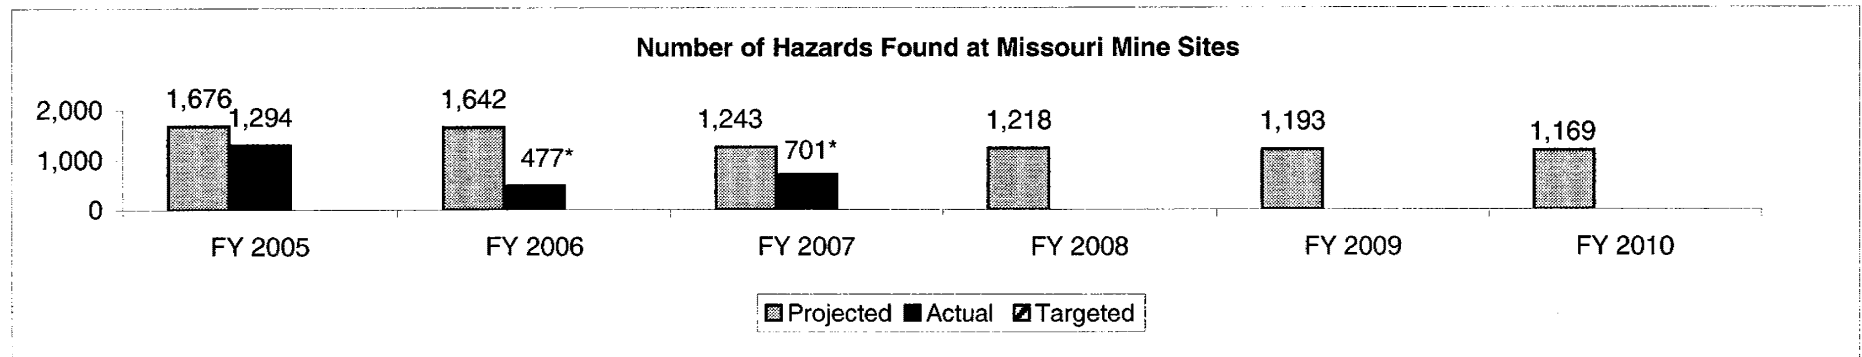 Number of Hazards Found at Missouri Mine Sites
2,000
1,000
0
1,676
1,294
1,642
477*
1,243
701*
1,218
1,193
1,169
FY 2005
FY 2006
FY 2007
FY 2008
FY 2009
FY 2010
Projected Actual Targeted